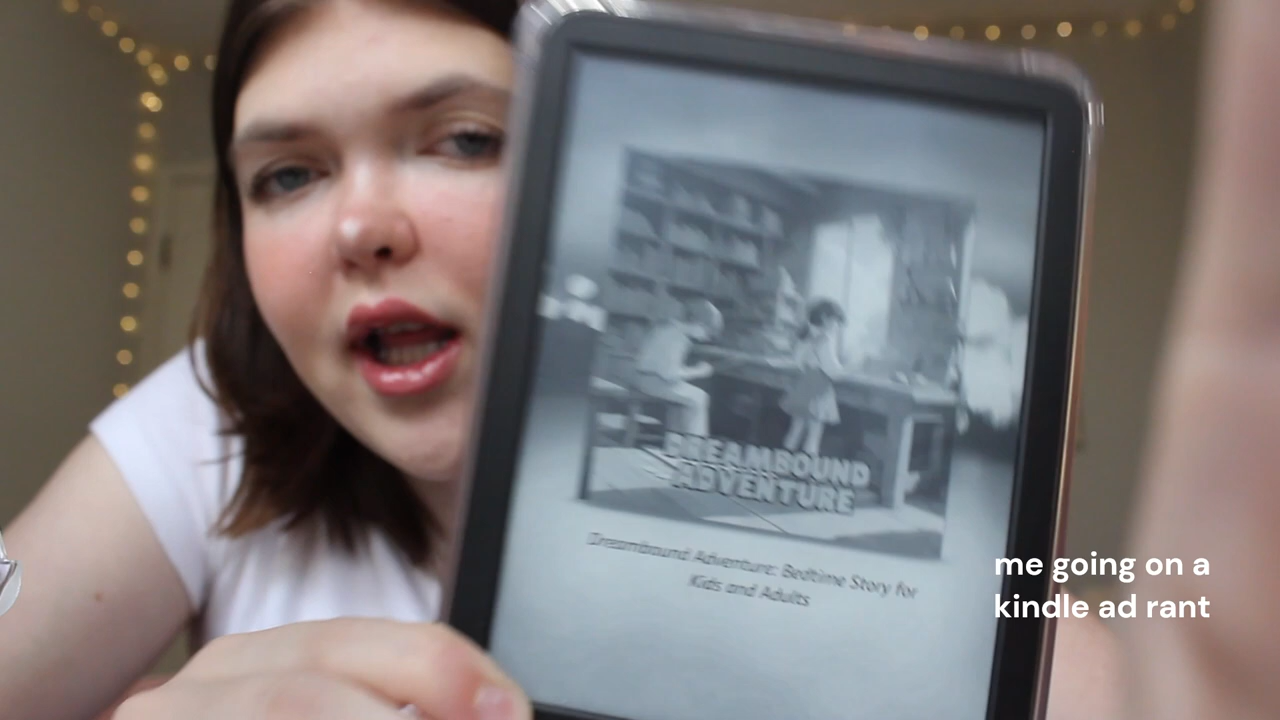 DREAMBOUND
ADVENTURE
Dreambound Adventure: Bedtime Story for
Kids and Adults
me going on a
kindle ad rant